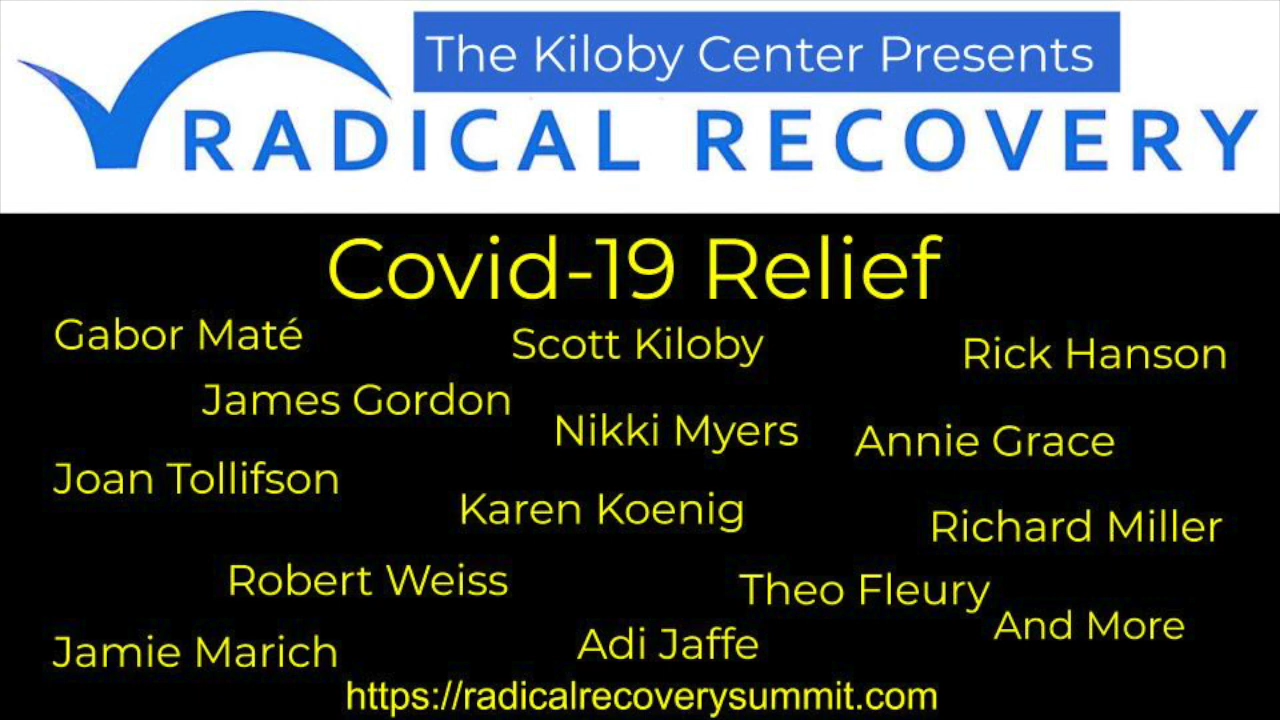 The Kiloby Center Presents
RADICAL RECOVERY
Covid-19 Relief
Gabor Maté
Scott Kiloby
Rick Hanson
James Gordon
Nikki Myers
Annie Grace
Joan Tollifson
Karen Koenig
Richard Miller
Robert Weiss
Theo Fleury
And More
Jamie Marich
Adi Jaffe
https://radicalrecoverysummit.com